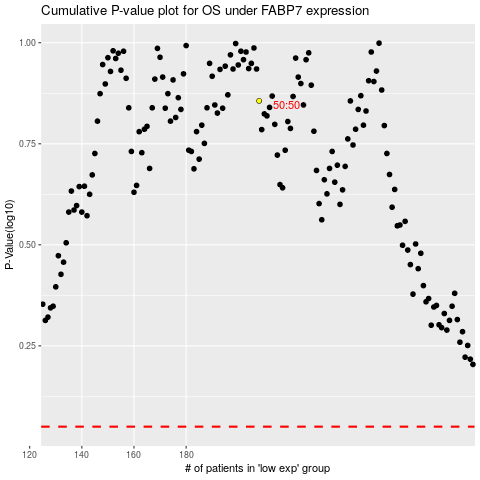 Cumulative P-value plot for OS under FABP7 expression
P-Value(log10)
1.00
0.75
0.50
0.25
50:50
120 140 160 180
# of patients in 'low exp' group